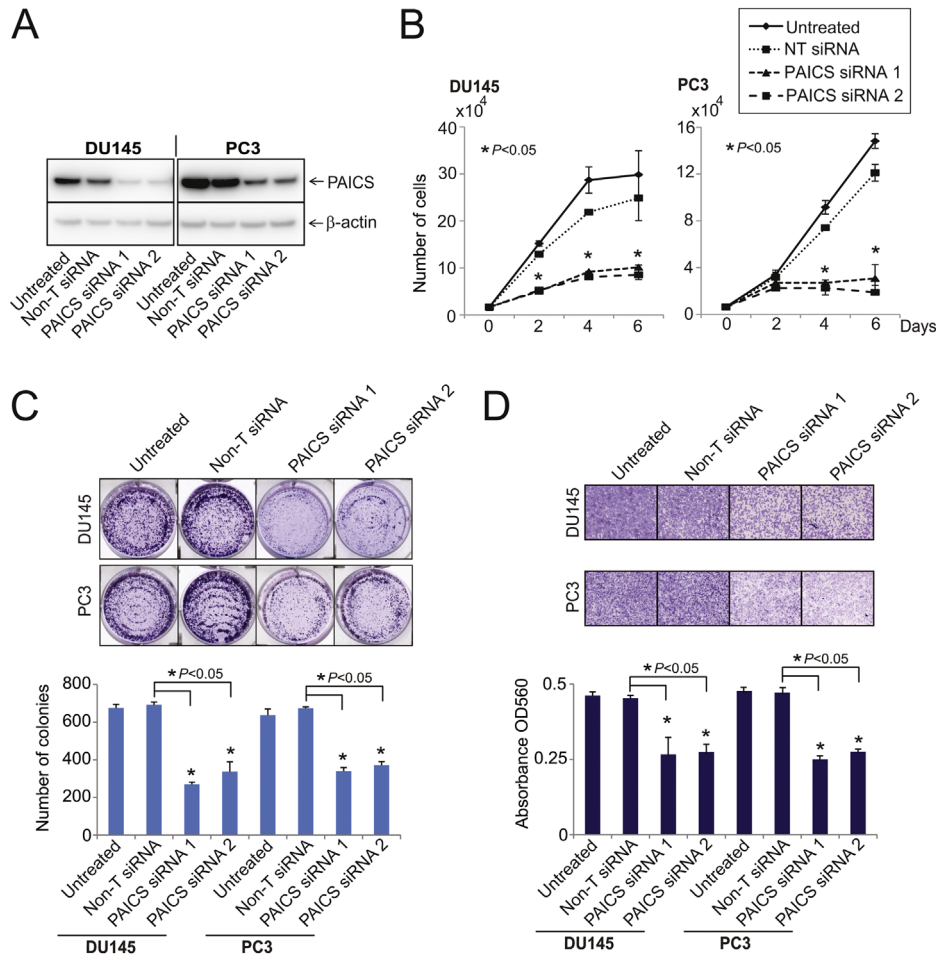 A
DU145 PC3
PAICS
β-actin
Untreated
Non-T siRNA
PAICS siRNA 1
PAICS siRNA 2
Untreated
Non-T siRNA
PAICS siRNA 1
PAICS siRNA 2
B
Untreated
NT siRNA
PAICS siRNA 1
PAICS siRNA 2
DU145
x10⁴
Number of cells
40
30
20
10
0
* P<0.05
*
*
*
0 2 4 6
PC3
x10⁴
16
12
8
4
0
* P<0.05
*
*
0 2 4 6 Days
C
Untreated
Non-T siRNA
PAICS siRNA 1
PAICS siRNA 2
DU145
PC3
Number of colonies
800
600
400
200
0
* P<0.05
* P<0.05
*
*
*
*
Untreated
Non-T siRNA
PAICS siRNA 1
PAICS siRNA 2
Untreated
Non-T siRNA
PAICS siRNA 1
PAICS siRNA 2
DU145 PC3
D
Untreated
Non-T siRNA
PAICS siRNA 1
PAICS siRNA 2
DU145
PC3
Absorbance OD560
0.5
0.25
0
* P<0.05
* P<0.05
*
*
*
*
Untreated
Non-T siRNA
PAICS siRNA 1
PAICS siRNA 2
Untreated
Non-T siRNA
PAICS siRNA 1
PAICS siRNA 2
DU145 PC3